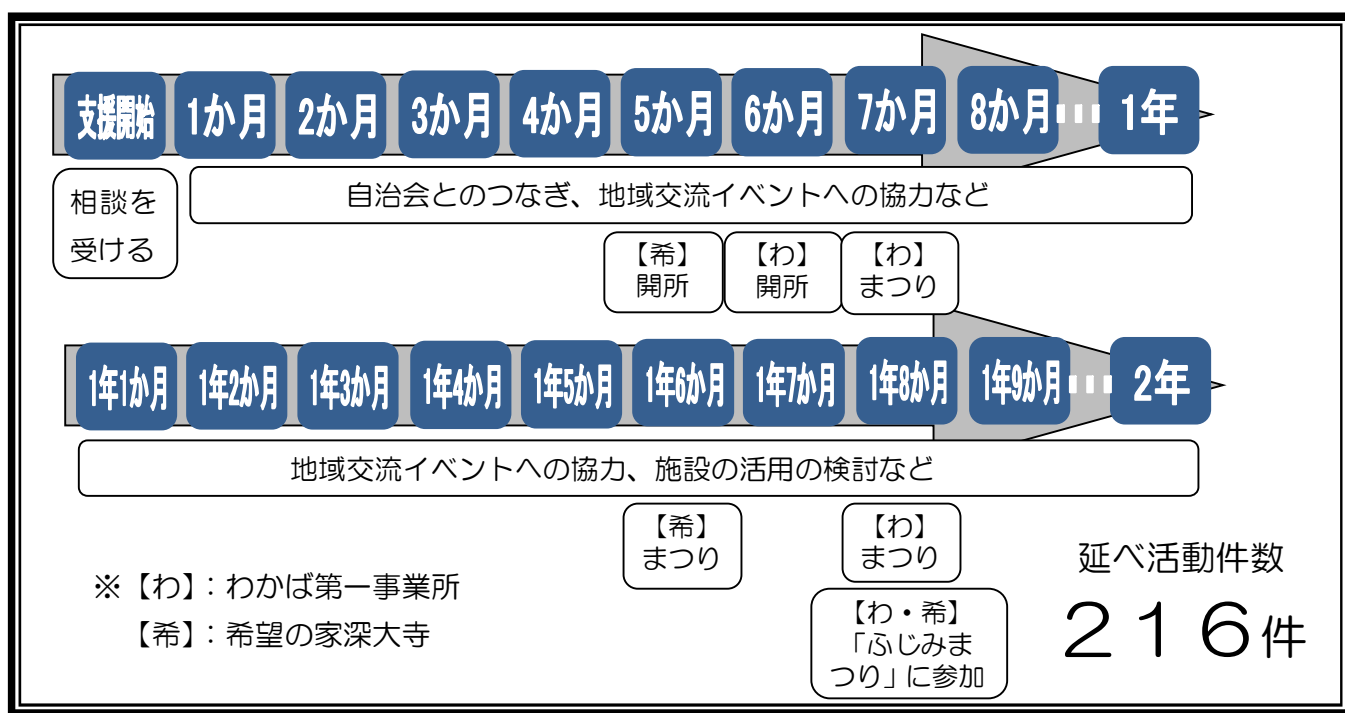 支援開始 1か月 2か月 3か月 4か月 5か月 6か月 7か月 8か月 ・・・ 1年
相談を
受ける
自治会とのつなぎ、地域交流イベントへの協力など
【希】
開所
【わ】
開所
【わ】
まつり
1年1か月 1年2か月 1年3か月 1年4か月 1年5か月 1年6か月 1年7か月 1年8か月 1年9か月 ・・・ 2年
地域交流イベントへの協力、施設の活用の検討など
【希】
まつり
【わ】
まつり
【わ・希】
「ふじみま
つり」に参加
※【わ】：わかば第一事業所
【希】：希望の家深大寺
延べ活動件数
２１６件